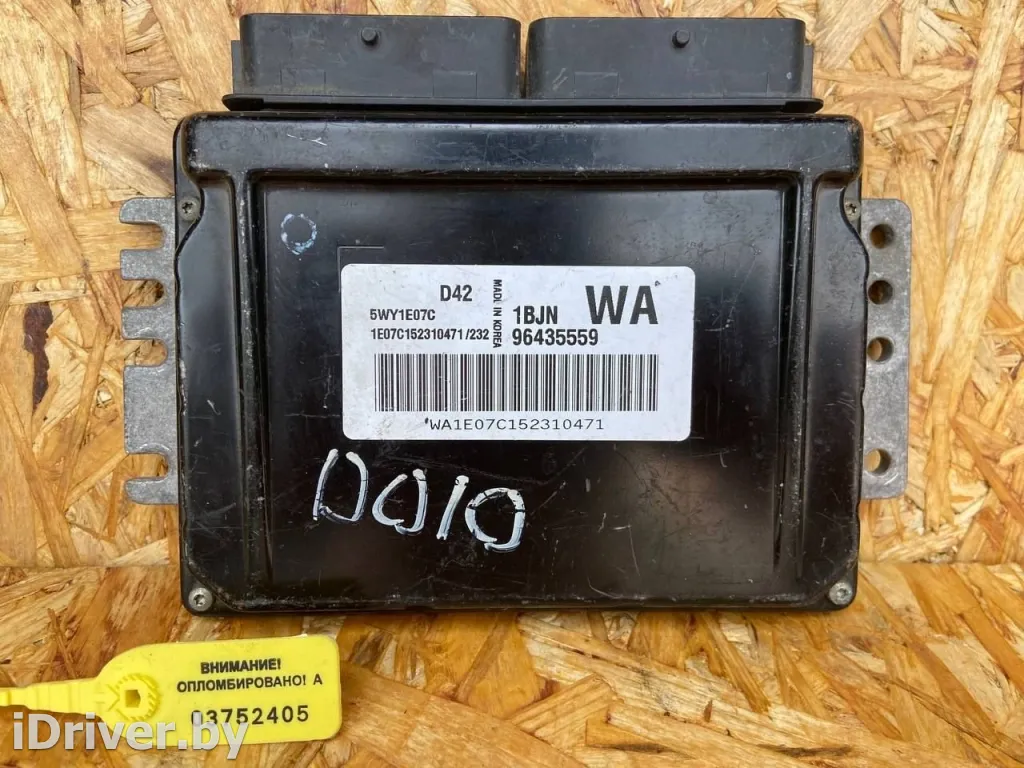 D42
MADE IN KOREA
5WY1E07C
1BJN
WA
1E07C152310471/232
96435559
WA1E07C152310471
ВНИМАНИЕ!
ОПЛОМБИРОВАНО! А
03752405
iDriver.by